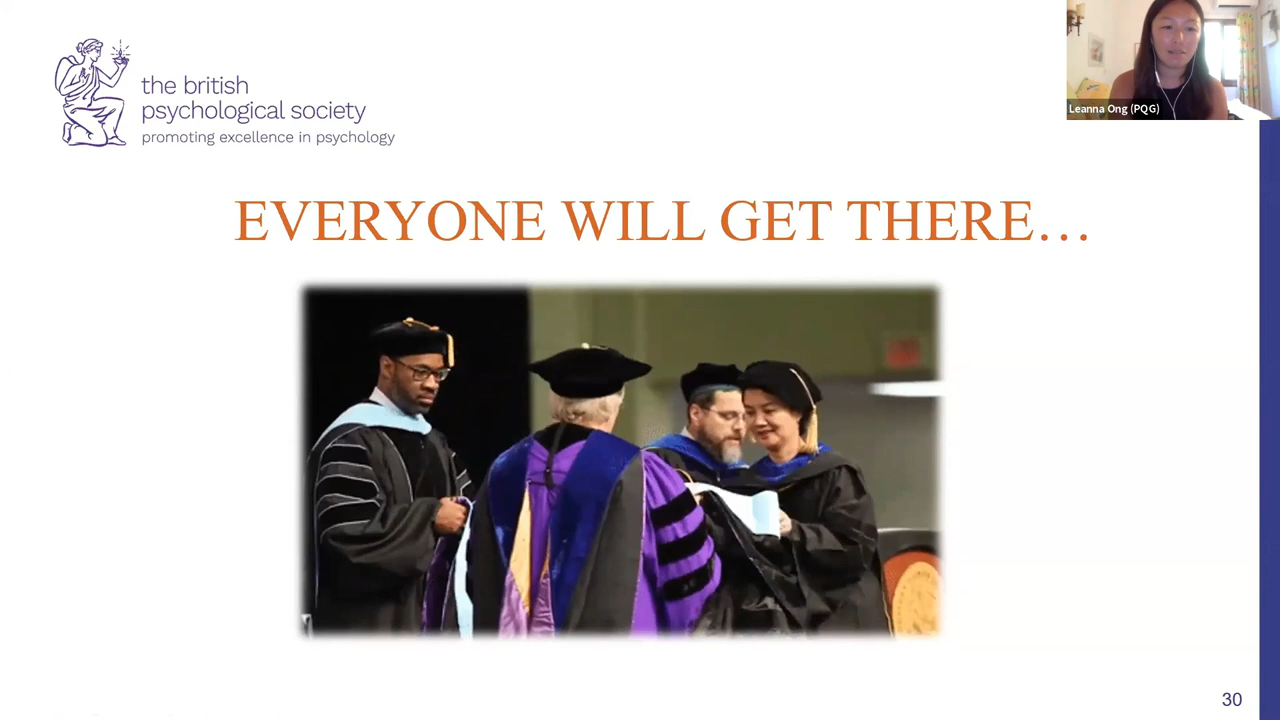 the british
psychological society
promoting excellence in psychology
Leanna Ong (PQG)
EVERYONE WILL GET THERE…
30